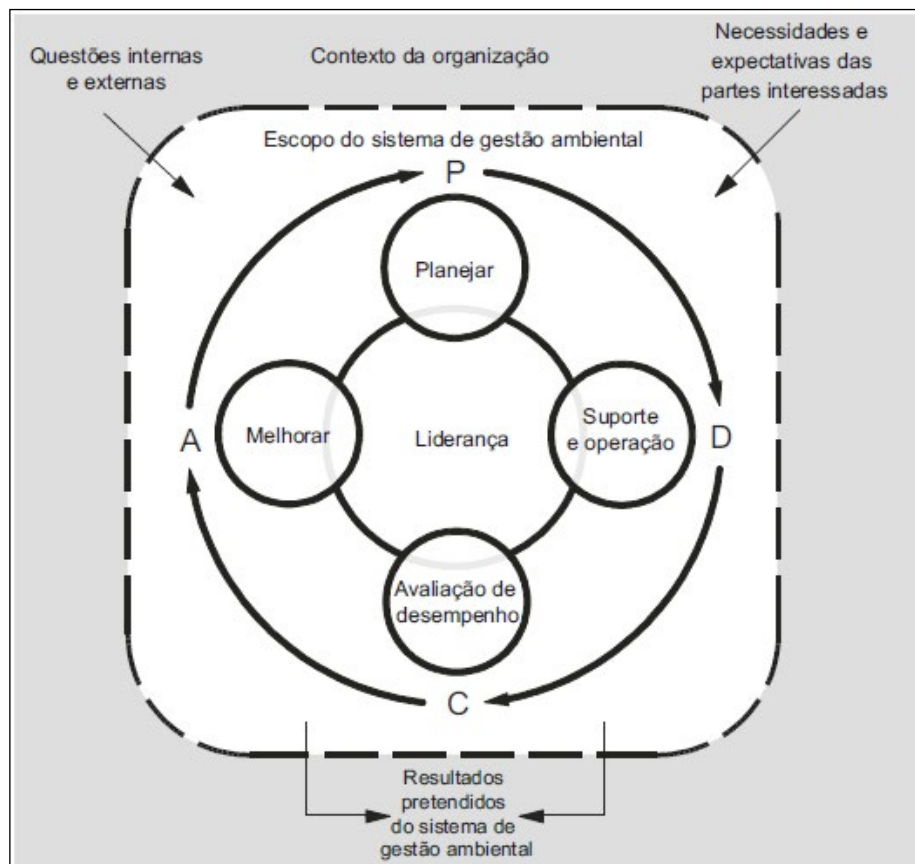 Questões internas
e externas
Contexto da organização
Necessidades e
expectativas das
partes interessadas
Escopo do sistema de gestão ambiental
P
Planejar
A
Melhorar
Liderança
Suporte
e operação
D
Avaliação de
desempenho
C
Resultados
pretendidos
do sistema de
gestão ambiental